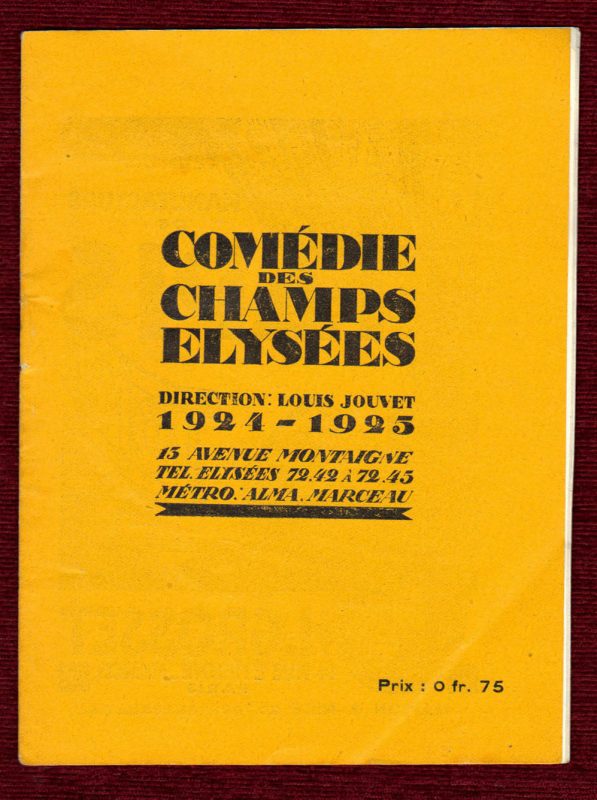 COMÉDIE
DES
CHAMPS
ELYSÉES
DIRECTION: LOUIS JOUVET
1924-1925
15 AVENUE MONTAIGNE
TEL. ELYSÉES 72.42 À 72.45
MÉTRO: ALMA. MARCEAU
Prix : 0 fr. 75